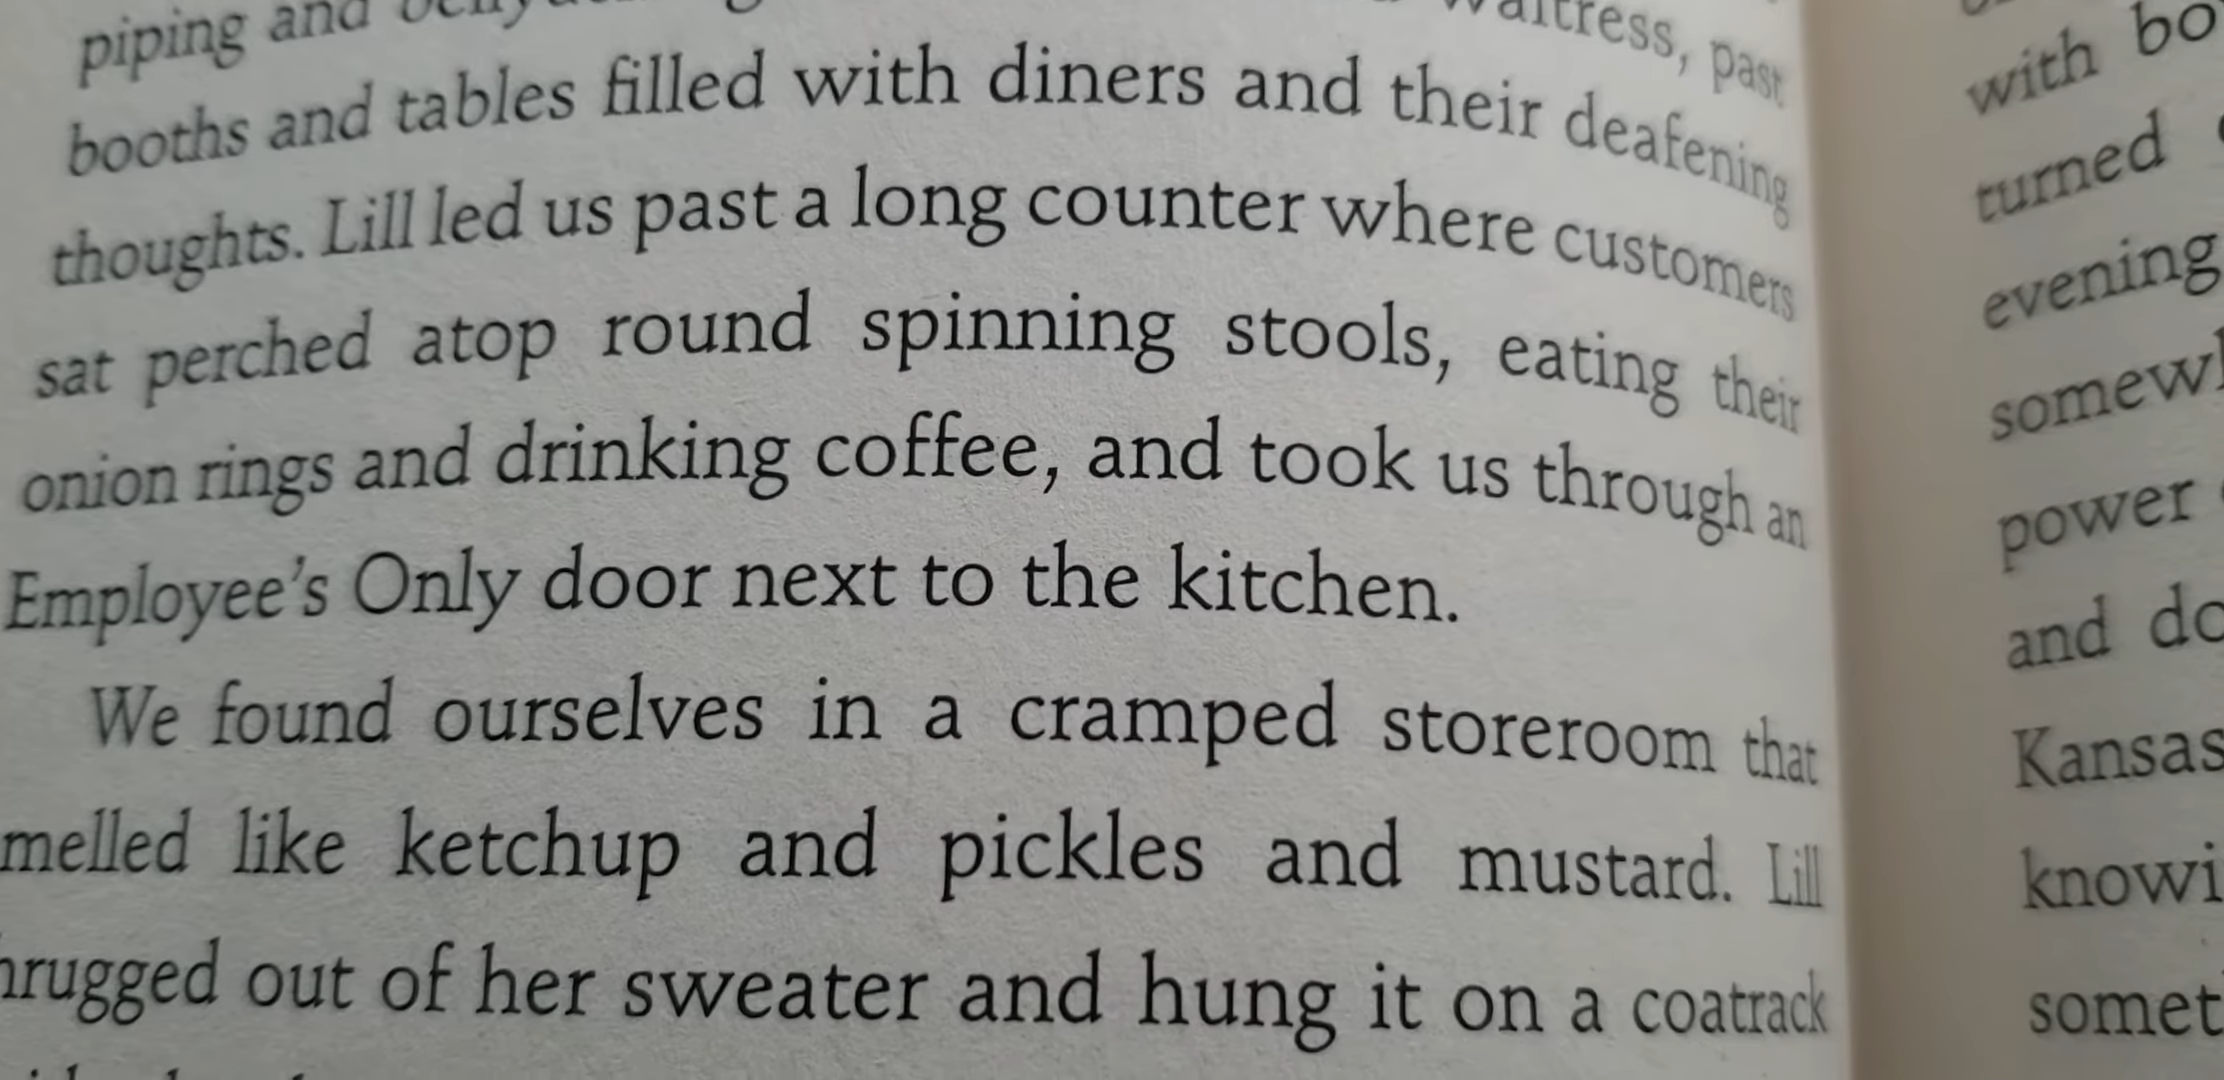 piping and
waitress, past
booths and tables filled with diners and their deafening
thoughts. Lill led us past a long counter where customers
sat perched atop round spinning stools, eating their
onion rings and drinking coffee, and took us through an
Employee's Only door next to the kitchen.
We found ourselves in a cramped storeroom that
melled like ketchup and pickles and mustard. Lill
hrugged out of her sweater and hung it on a coatrack
with bo
turned
evening
somewh
power
and do
Kansas
knowi
somet